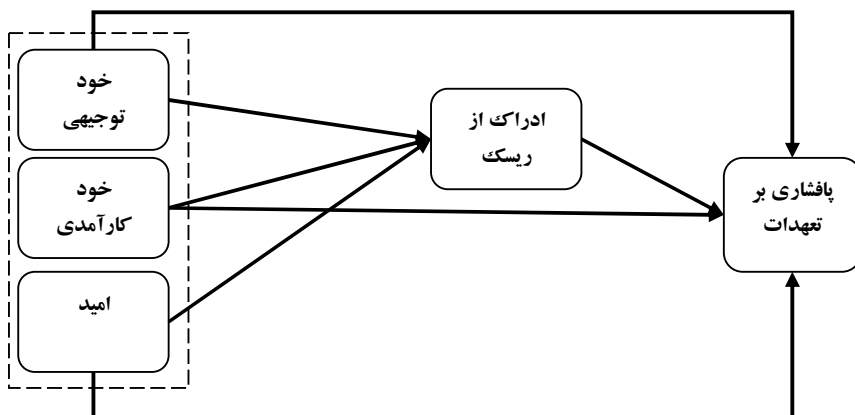 خود
توجیهی
خود
کارآمدی
امید
ادراک از
ریسک
پافشاری بر
تعهدات